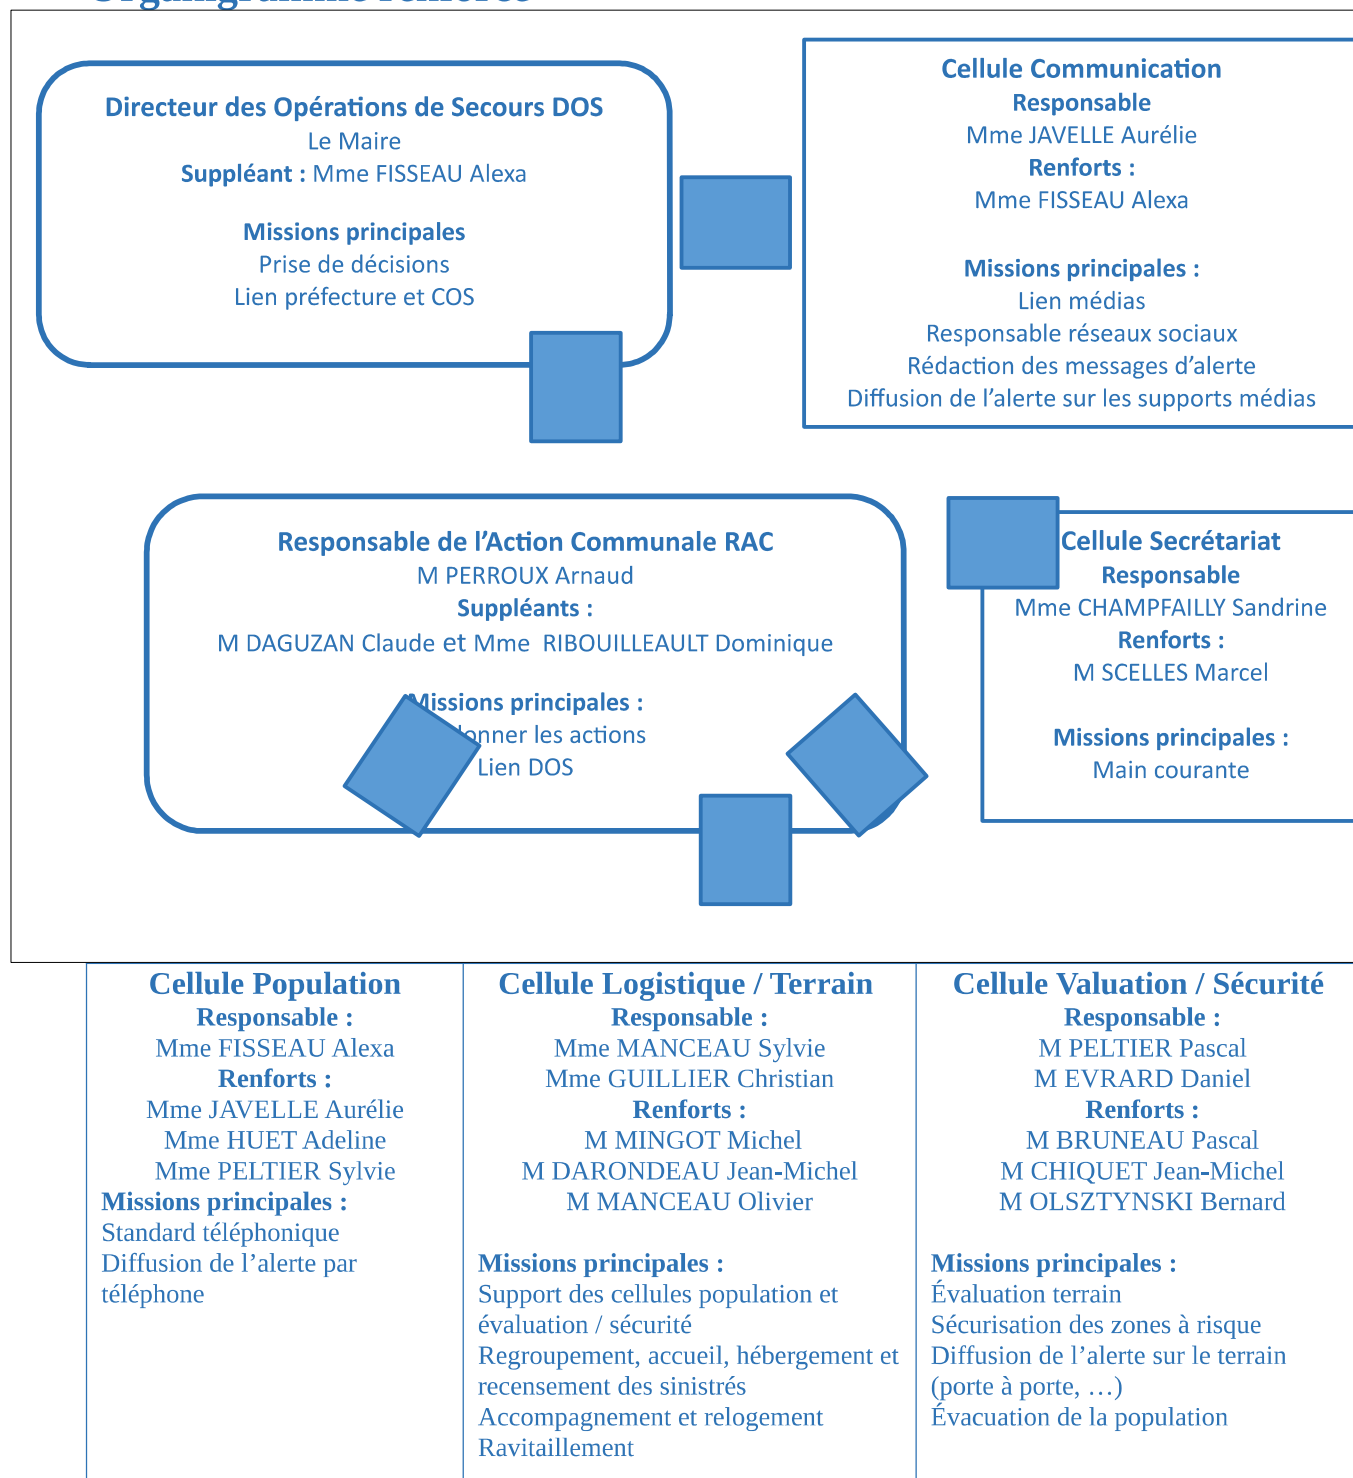 Directeur des Opérations de Secours DOS
Le Maire
Suppléant : Mme FISSEAU Alexa
Missions principales
Prise de décisions
Lien préfecture et COS
Cellule Communication
Responsable
Mme JAVELLE Aurélie
Renforts :
Mme FISSEAU Alexa
Missions principales :
Lien médias
Responsable réseaux sociaux
Rédaction des messages d’alerte
Diffusion de l’alerte sur les supports médias
Responsable de l’Action Communale RAC
M PERROUX Arnaud
Suppléants :
M DAGUZAN Claude et Mme RIBOUILLEAULT Dominique
Missions principales :
les actions
Lien DOS
Cellule Secrétariat
Responsable
Mme CHAMPFAILLY Sandrine
Renforts :
M SCELLES Marcel
Missions principales :
Main courante
Cellule Population
Responsable :
Mme FISSEAU Alexa
Renforts :
Mme JAVELLE Aurélie
Mme HUET Adeline
Mme PELTIER Sylvie
Missions principales :
Standard téléphonique
Diffusion de l’alerte par
téléphone
Cellule Logistique / Terrain
Responsable :
Mme MANCEAU Sylvie
Mme GUILLIER Christian
Renforts :
M MINGOT Michel
M DARONDEAU Jean-Michel
M MANCEAU Olivier
Missions principales :
Support des cellules population et
évaluation / sécurité
Regroupement, accueil, hébergement et
recensement des sinistrés
Accompagnement et relogement
Ravitaillement
Cellule Valuation / Sécurité
Responsable :
M PELTIER Pascal
M EVRARD Daniel
Renforts :
M BRUNEAU Pascal
M CHIQUET Jean-Michel
M OLSZTYNSKI Bernard
Missions principales :
Évaluation terrain
Sécurisation des zones à risque
Diffusion de l’alerte sur le terrain
(porte à porte, …)
Évacuation de la population